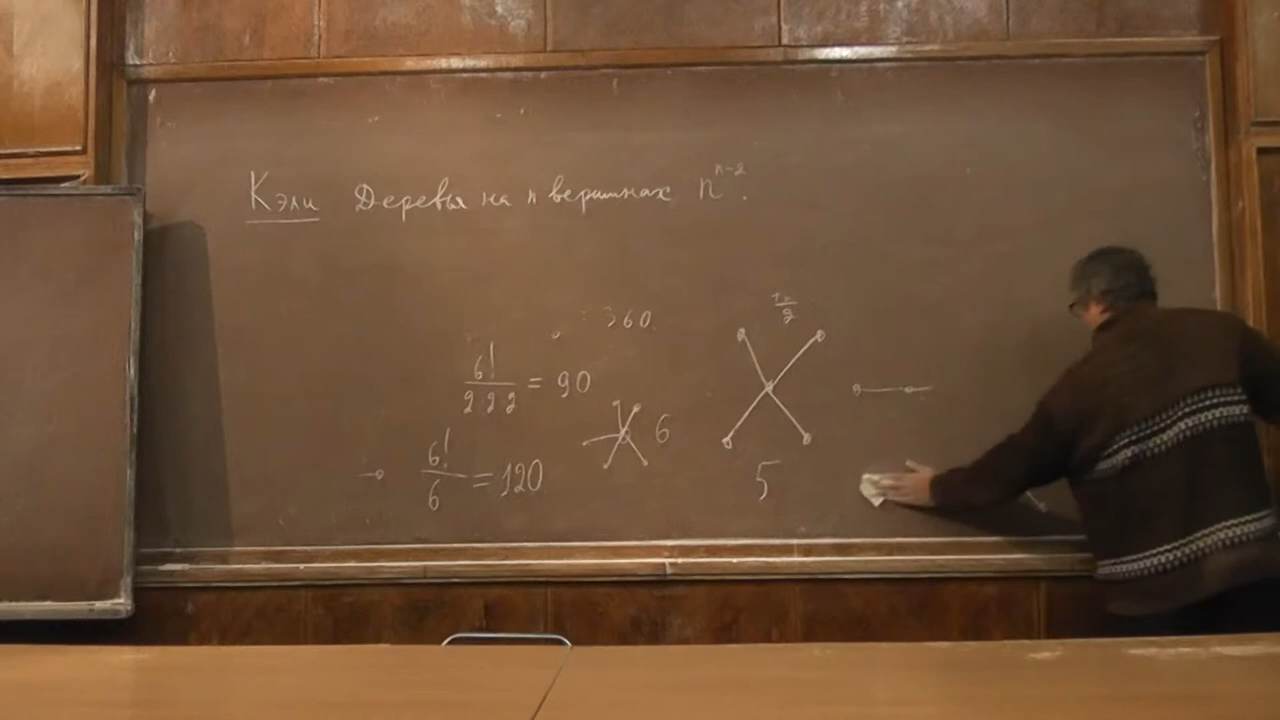 Кэли Деревья на n вершинах n^{n-2}.
= 360.
6!/(2·2·2) = 90
6
6!/6 = 120
5